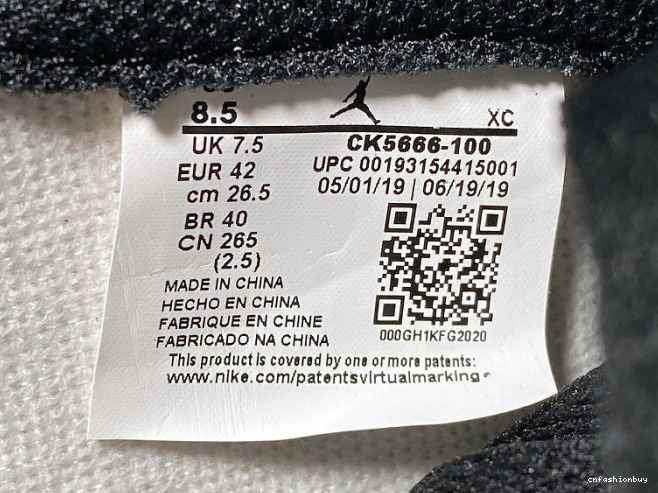 8.5
XC
UK 7.5
CK5666-100
EUR 42
UPC 00193154415001
cm 26.5
05/01/19 | 06/19/19
BR 40
CN 265
(2.5)
MADE IN CHINA
HECHO EN CHINA
FABRIQUE EN CHINE
FABRICADO NA CHINA
000GH1KFG2020
This product is covered by one or more patents:
www.nike.com/patentsvirtualmarking
cnfashionbuy